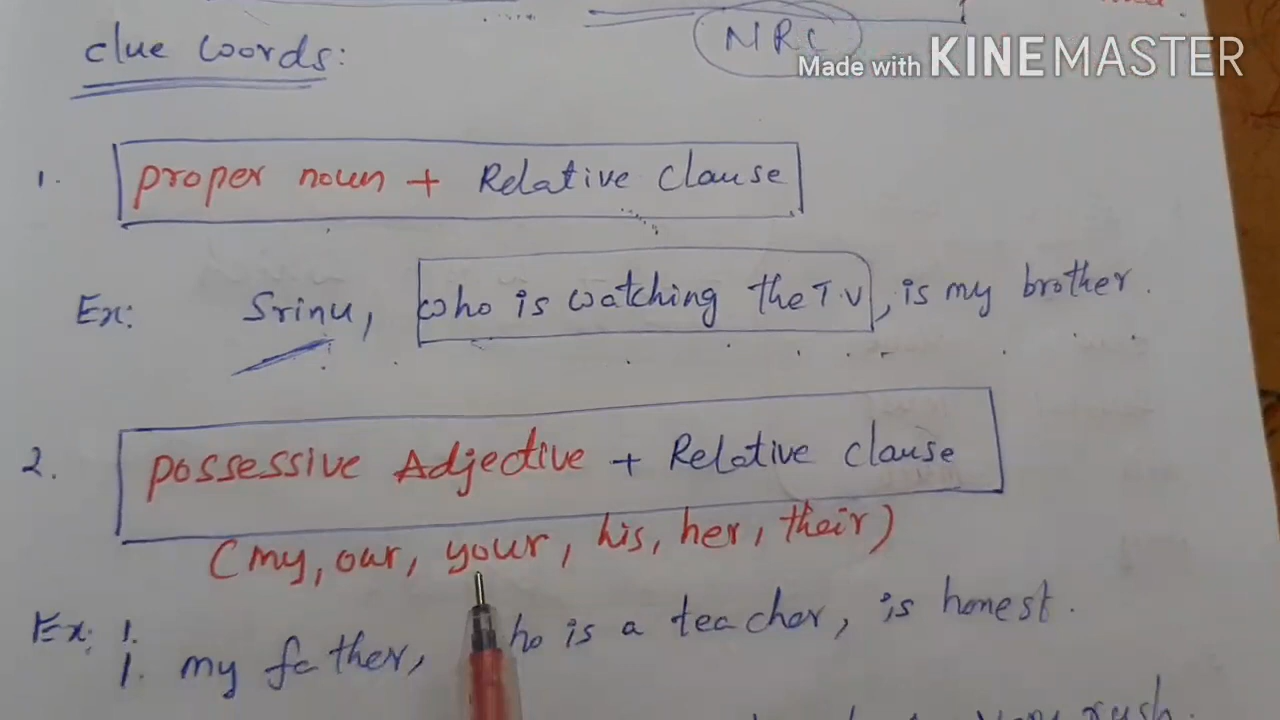 NRC
Made with KINEMASTER
clue words:
1. proper noun + Relative clause
Ex: Srinu, who is watching the T.V, is my brother.
2. possessive Adjective + Relative clause
(my, our, your, his, her, their)
Ex: 1.
1. my father, who is a teacher, is honest.
rush.